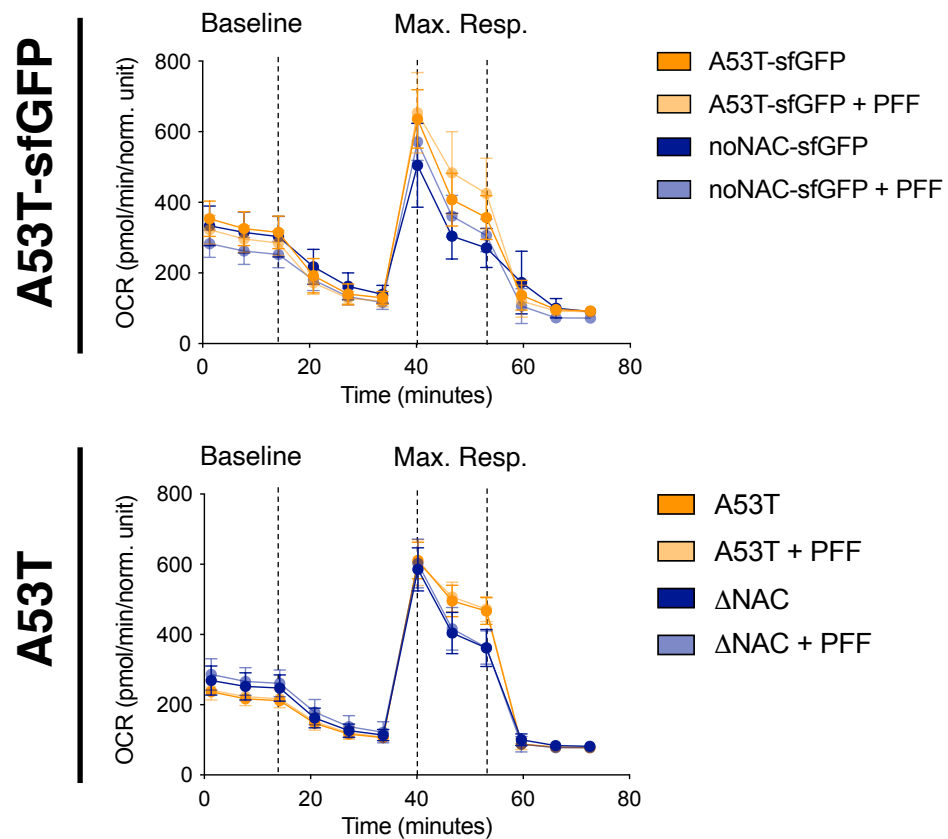 A53T-sfGFP
Baseline
Max. Resp.
OCR (pmol/min/norm. unit)
800
600
400
200
0
0 20 40 60 80
Time (minutes)
A53T-sfGFP
A53T-sfGFP + PFF
noNAC-sfGFP
noNAC-sfGFP + PFF
A53T
Baseline
Max. Resp.
OCR (pmol/min/norm. unit)
800
600
400
200
0
0 20 40 60 80
Time (minutes)
A53T
A53T + PFF
ΔNAC
ΔNAC + PFF